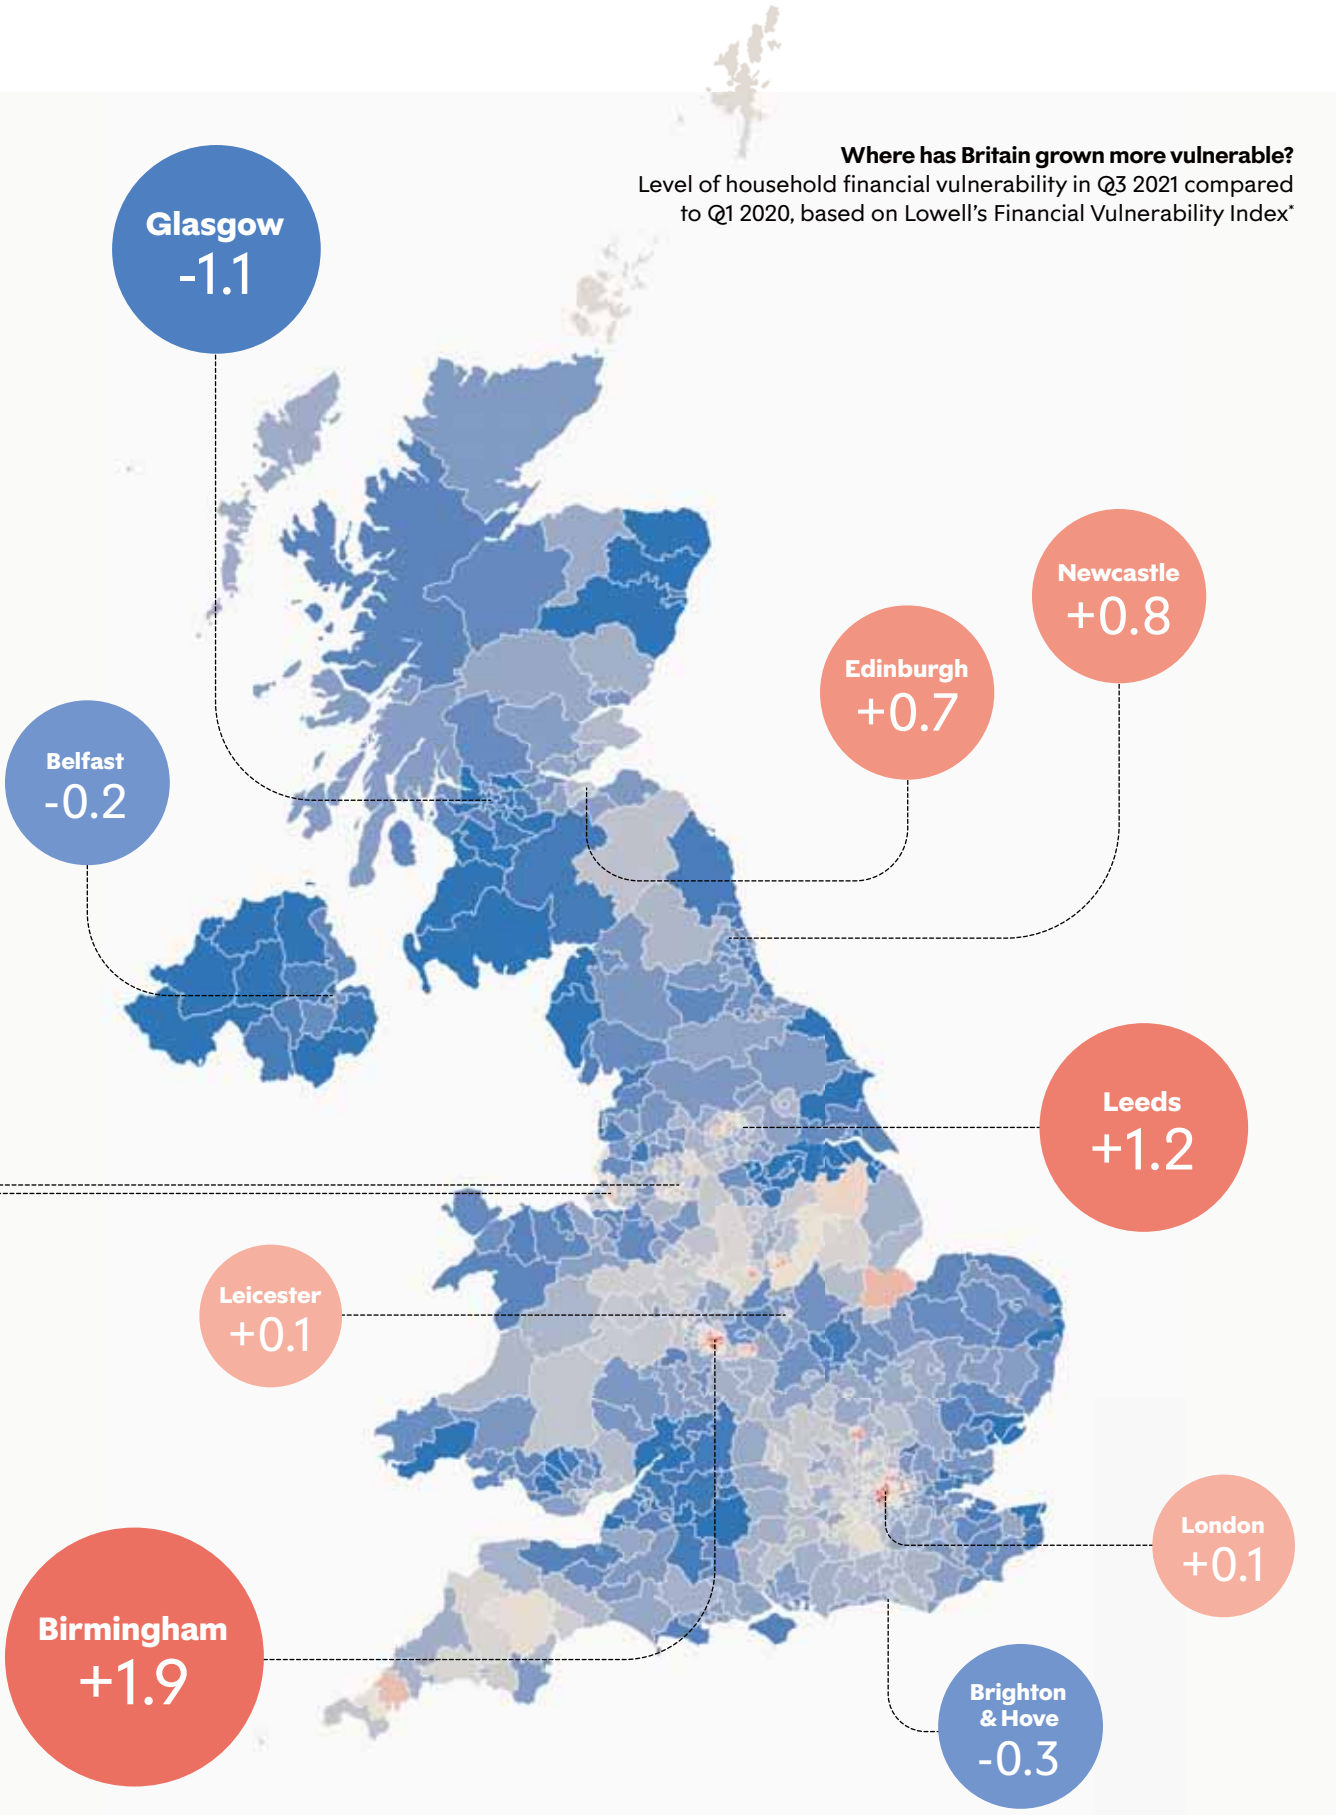 Where has Britain grown more vulnerable?
Level of household financial vulnerability in Q3 2021 compared
to Q1 2020, based on Lowell's Financial Vulnerability Index*
Glasgow
-1.1
Newcastle
+0.8
Edinburgh
+0.7
Belfast
-0.2
Leeds
+1.2
Leicester
+0.1
London
+0.1
Birmingham
+1.9
Brighton
& Hove
-0.3